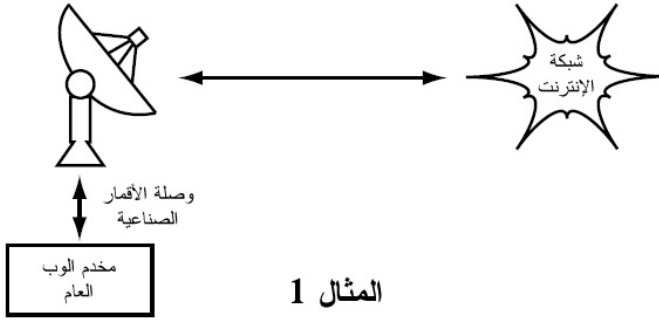 شبكة
الإنترنت
وصلة الأقمار
الصناعية
مخدم الوب
العام
المثال 1